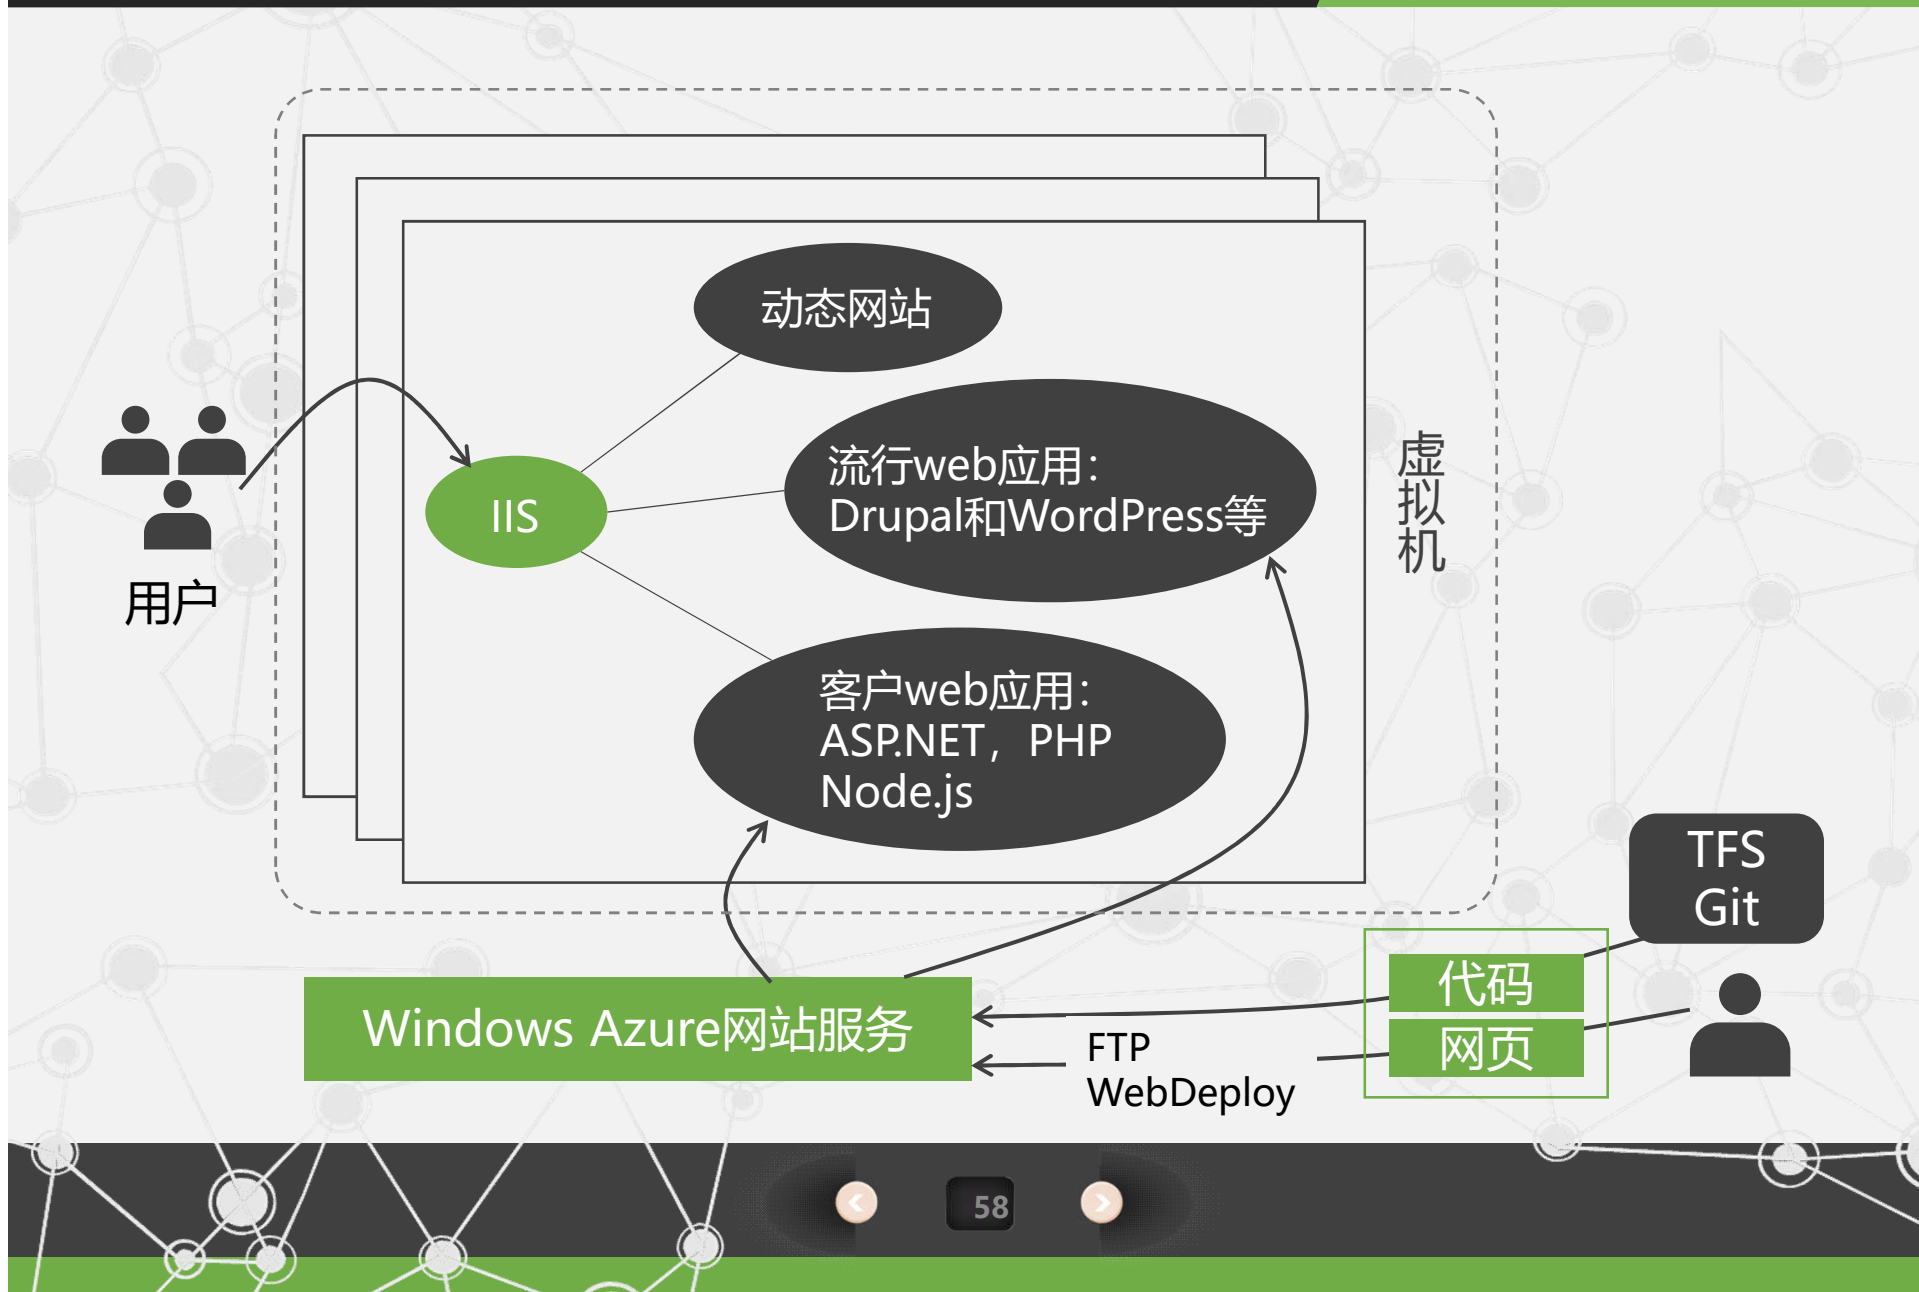 动态网站
流行web应用：
Drupal和WordPress等
IIS
虚拟机
用户
客户web应用：
ASP.NET，PHP
Node.js
TFS
Git
代码
Windows Azure网站服务
网页
FTP
WebDeploy
58